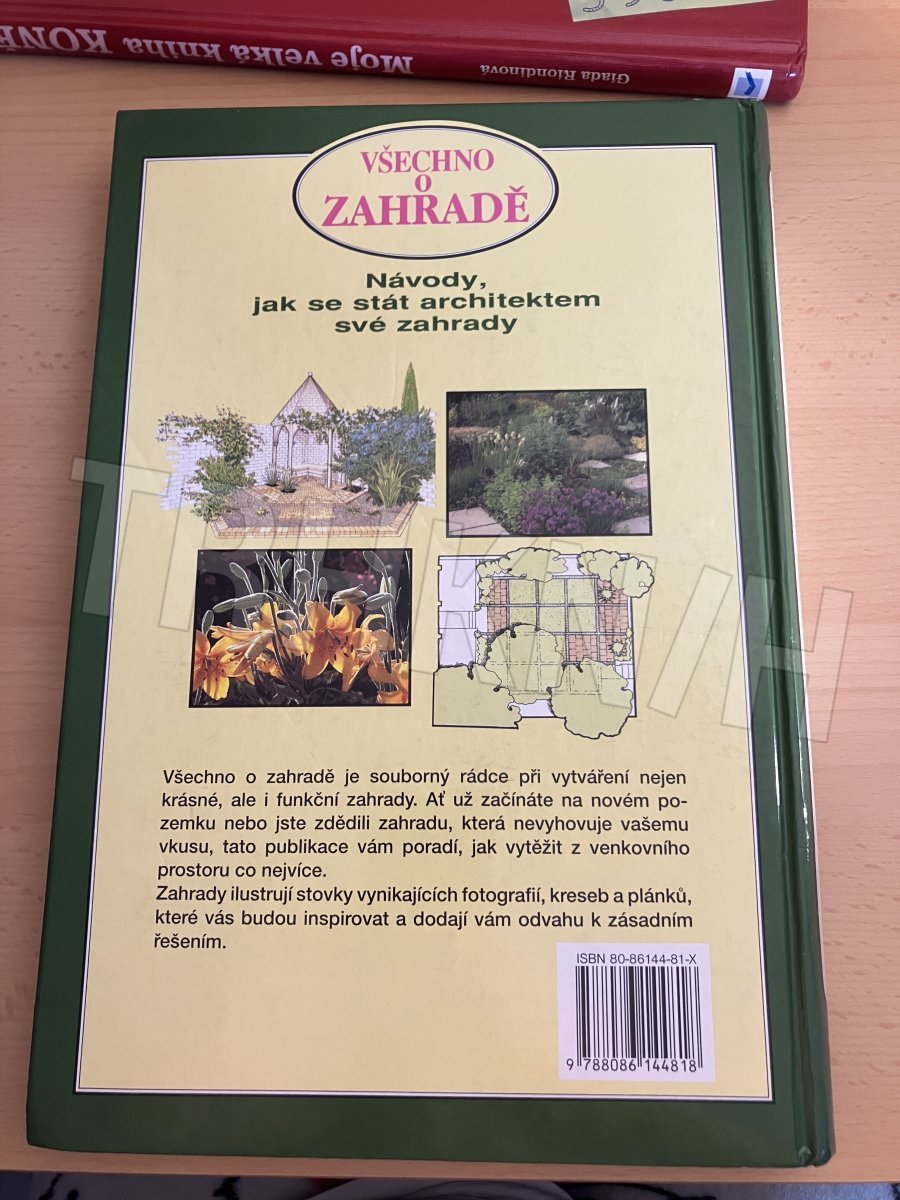 Moje velká kniha KONĚ
Giada Riondinová
VŠECHNO
O
ZAHRADĚ
Návody,
jak se stát architektem
své zahrady
TRH KNIH
Všechno o zahradě je souborný rádce při vytváření nejen
krásné, ale i funkční zahrady. Ať už začínáte na novém po-
zemku nebo jste zdědili zahradu, která nevyhovuje vašemu
vkusu, tato publikace vám poradí, jak vytěžit z venkovního
prostoru co nejvíce.
Zahrady ilustrují stovky vynikajících fotografií, kreseb a plánků,
které vás budou inspirovat a dodají vám odvahu k zásadním
řešením.
ISBN 80-86144-81-X
9 788086 144818